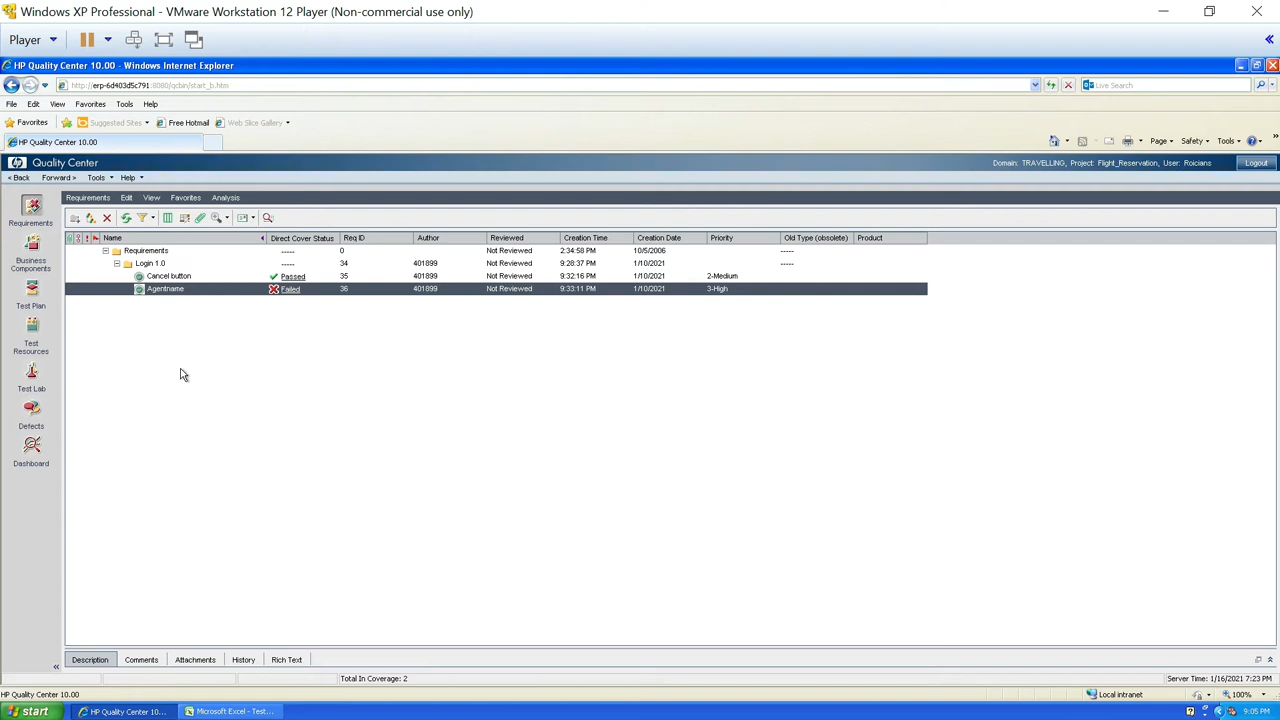 Windows XP Professional - VMware Workstation 12 Player (Non-commercial use only)
Player
HP Quality Center 10.00 - Windows Internet Explorer
http://erp-6d403d5c791:8080/qcbin/start_b.htm
Live Search
File Edit View Favorites Tools Help
Favorites Suggested Sites Free Hotmail Web Slice Gallery
HP Quality Center 10.00
Page Safety Tools
Quality Center
Domain: TRAVELLING, Project: Flight_Reservation, User: Roicians
Logout
<Back Forward> Tools Help
Requirements Edit View Favorites Analysis
Requirements
Business Components
Test Plan
Test Resources
Test Lab
Defects
Dashboard
Name Direct Cover Status Req ID Author Reviewed Creation Time Creation Date Priority Old Type (obsolete) Product
Requirements ----- 0 Not Reviewed 2:34:58 PM 10/5/2006 -----
Login 1.0 ----- 34 401899 Not Reviewed 9:28:37 PM 1/10/2021 -----
Cancel button Passed 35 401899 Not Reviewed 9:32:16 PM 1/10/2021 2-Medium
Agentname Failed 36 401899 Not Reviewed 9:33:11 PM 1/10/2021 3-High
Description Comments Attachments History Rich Text
Total In Coverage: 2
Server Time: 1/16/2021 7:23 PM
HP Quality Center 10.00
Local intranet
100%
start
HP Quality Center 10....
Microsoft Excel - Test...
9:05 PM